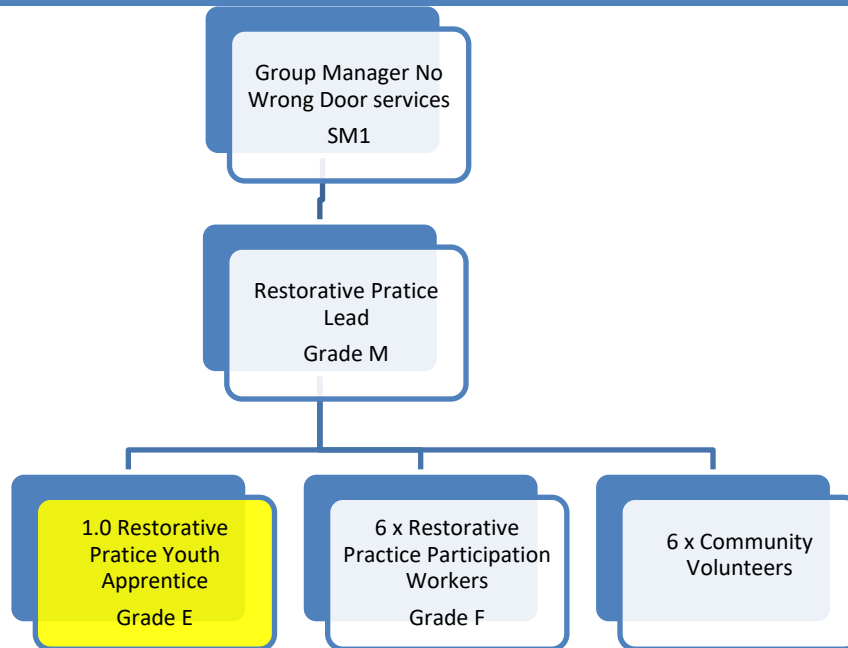 Group Manager No
Wrong Door services
SM1
Restorative Pratice
Lead
Grade M
1.0 Restorative
Pratice Youth
Apprentice
Grade E
6 x Restorative
Practice Participation
Workers
Grade F
6 x Community
Volunteers